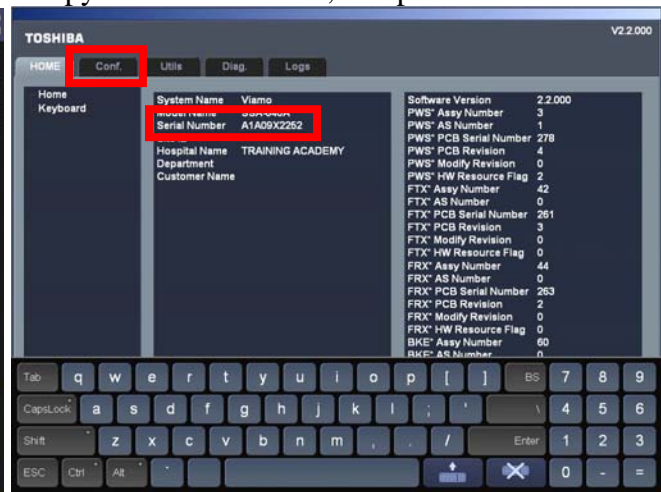 V2.2.000
TOSHIBA
HOME Conf. Utils Diag. Logs
Home
Keyboard
System Name Viamo
Model Name
Serial Number A1A09X2252
Hospital Name TRAINING ACADEMY
Department
Customer Name
Software Version 2.2.000
PWS* Assy Number 3
PWS* AS Number 1
PWS* PCB Serial Number 278
PWS* PCB Revision 4
PWS* Modify Revision 0
PWS* HW Resource Flag 2
FTX* Assy Number 42
FTX* AS Number 0
FTX* PCB Serial Number 261
FTX* PCB Revision 3
FTX* Modify Revision 0
FTX* HW Resource Flag 0
FRX* Assy Number 44
FRX* AS Number 0
FRX* PCB Serial Number 263
FRX* PCB Revision 2
FRX* Modify Revision 0
FRX* HW Resource Flag 0
BKE* Assy Number 60
BKE* AS Number 0
Tab q w e r t y u i o p [ ] BS 7 8 9
CapsLock a s d f g h j k l ; ' \ 4 5 6
Shift z x c v b n m , . / Enter 1 2 3
ESC Ctrl Alt ` 0 - =